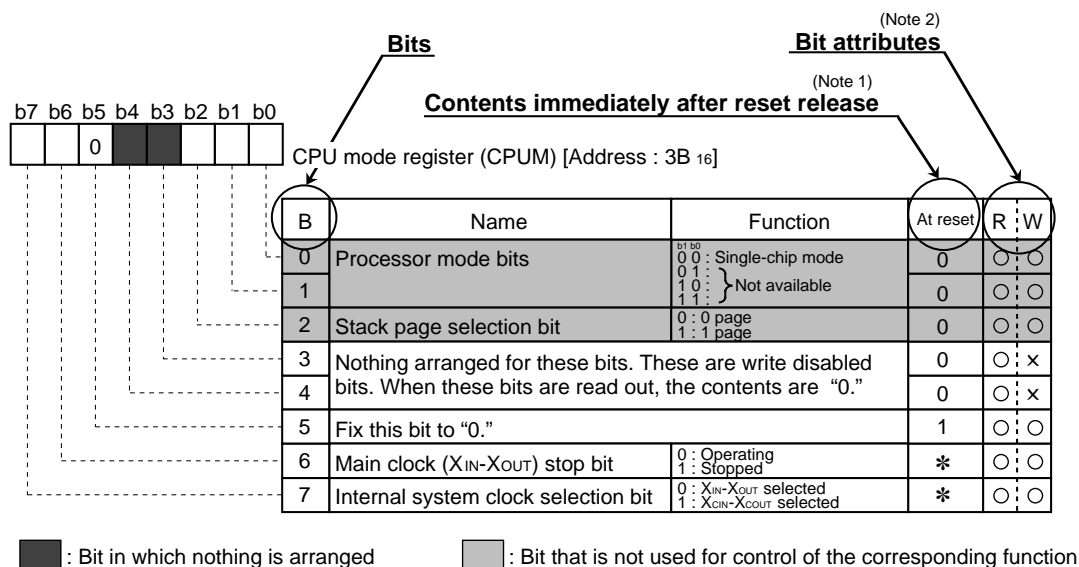 (Note 2)
Bits
Bit attributes
(Note 1)
Contents immediately after reset release
b7 b6 b5 b4 b3 b2 b1 b0
0
CPU mode register (CPUM) [Address : 3B 16]
B Name Function At reset R W
0 Processor mode bits b1 b0
0 0 : Single-chip mode 0 ○ ○
0 1 :
1 0 : Not available
1 1 :
1 0 ○ ○
2 Stack page selection bit 0 : 0 page
1 : 1 page 0 ○ ○
3 Nothing arranged for these bits. These are write disabled 0 ○ ×
4 bits. When these bits are read out, the contents are “0.” 0 ○ ×
5 Fix this bit to “0.” 1 ○ ○
6 Main clock (XIN-XOUT) stop bit 0 : Operating
1 : Stopped ✻ ○ ○
7 Internal system clock selection bit 0 : XIN-XOUT selected
1 : XCIN-XCOUT selected ✻ ○ ○
: Bit in which nothing is arranged
: Bit that is not used for control of the corresponding function